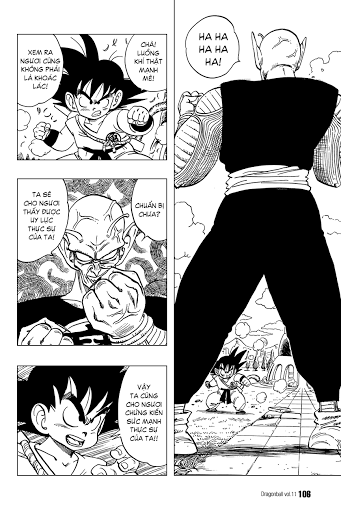 HA HA
HA HA
HA!
CHÀ!
LUỒNG
KHÍ THẬT
MẠNH
MẼ!
XEM RA
NGƯƠI CŨNG
KHÔNG PHẢI
LÀ KHOÁC
LÁC!
CHUẨN BỊ
CHƯA?
TA SẼ
CHO NGƯƠI
THẤY ĐƯỢC
UY LỰC
THỰC SỰ
CỦA TA!
VẬY
TA CŨNG
CHO NGƯƠI
CHỨNG KIẾN
SỨC MẠNH
THỰC SỰ
CỦA TA!!
Dragonball vol.11 106